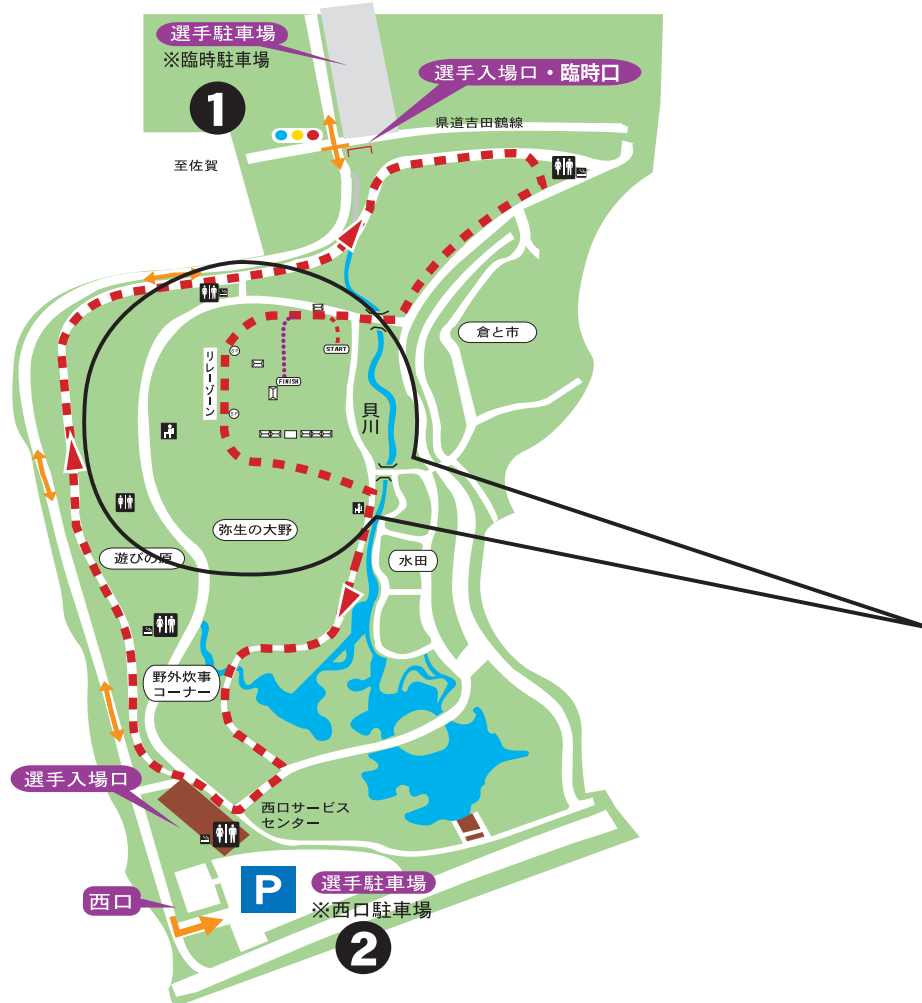 選手駐車場
※臨時駐車場
1
選手入場口・臨時口
県道吉田鶴線
至佐賀
倉と市
START
リレーゾーン
FINISH
貝川
弥生の大野
遊びの原
水田
野外炊事
コーナー
選手入場口
西口サービス
センター
P
選手駐車場
※西口駐車場
西口
2